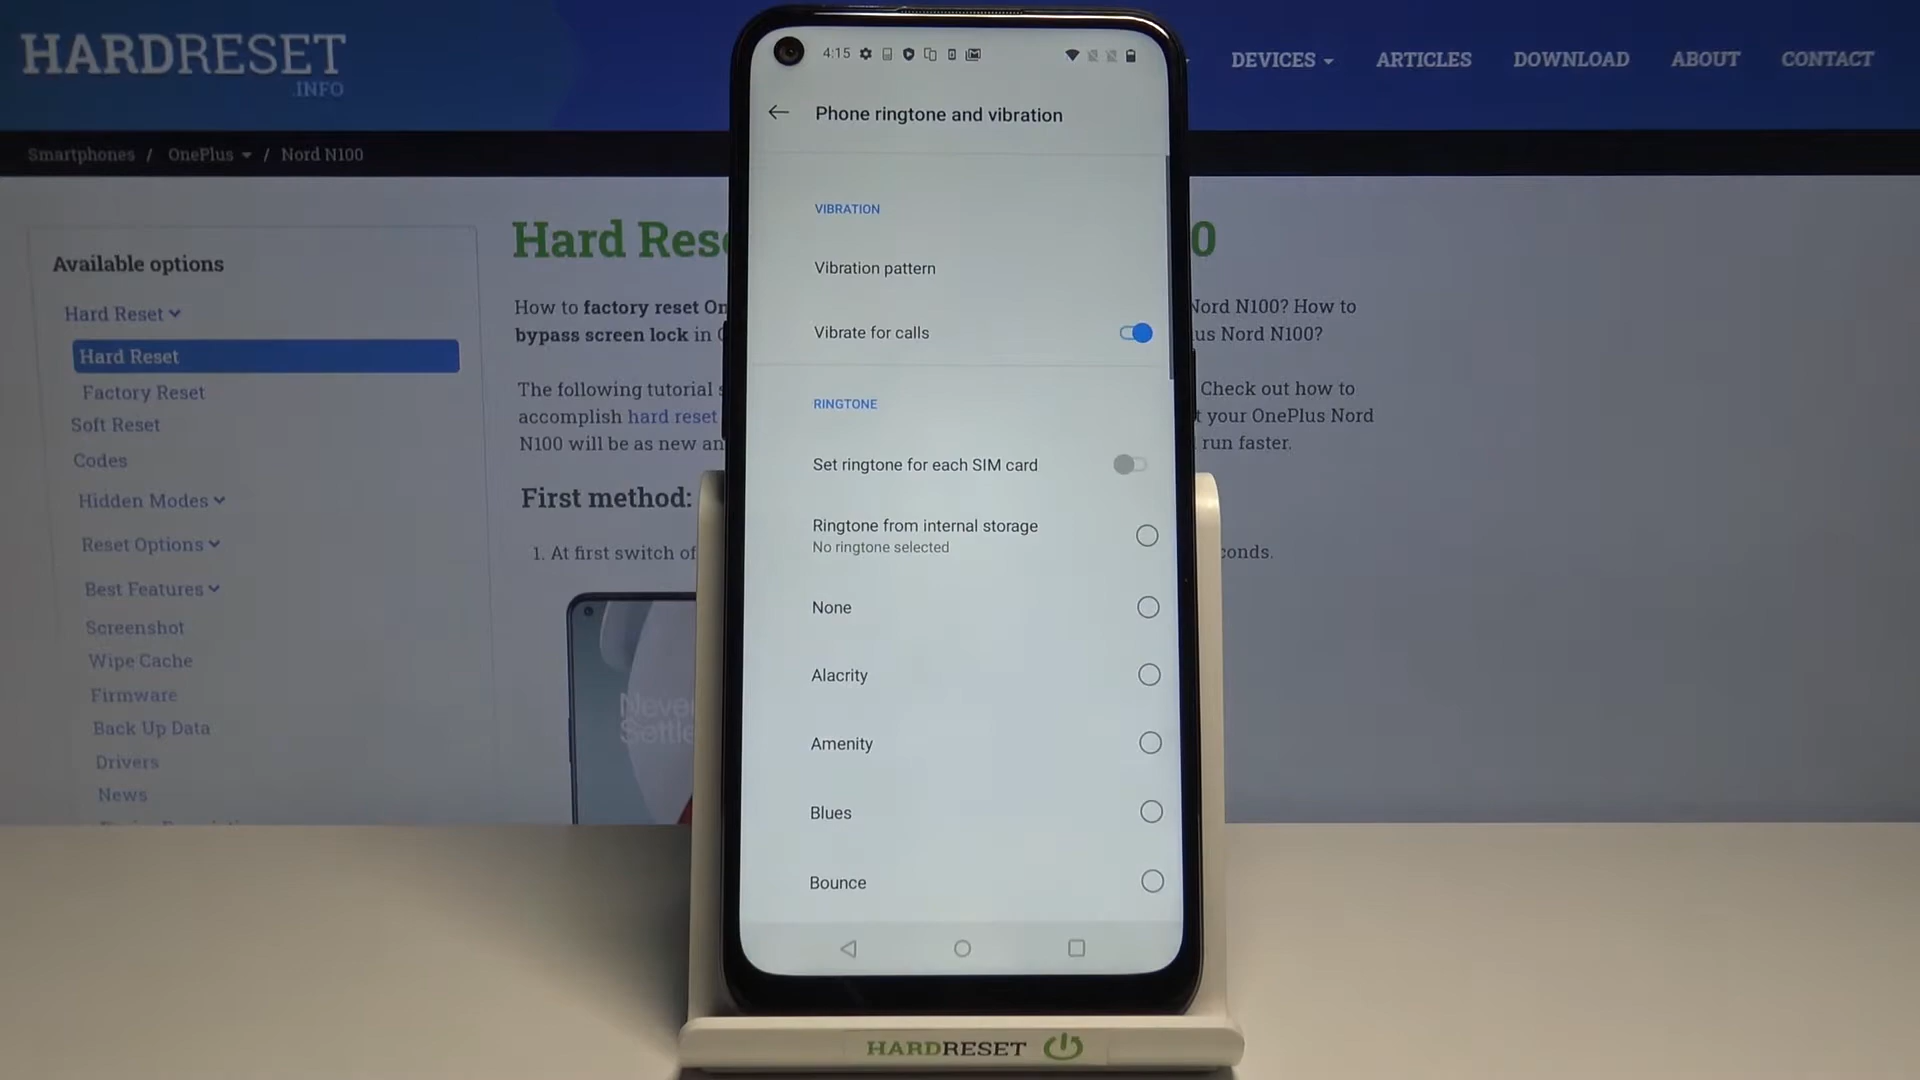 HARDRESET
.INFO
DEVICES
ARTICLES
DOWNLOAD
ABOUT
CONTACT
Smartphones / OnePlus / Nord N100
Available options
Hard Reset
Hard Reset
Factory Reset
Soft Reset
Codes
Hidden Modes
Reset Options
Best Features
Screenshot
Wipe Cache
Firmware
Back Up Data
Drivers
News
Hard Res
0
How to factory reset On
Nord N100? How to
bypass screen lock in
us Nord N100?
The following tutorial
Check out how to
accomplish hard reset
your OnePlus Nord
N100 will be as new an
run faster.
First method:
1. At first switch of
conds.
Never
Settle
4:15
Phone ringtone and vibration
VIBRATION
Vibration pattern
Vibrate for calls
RINGTONE
Set ringtone for each SIM card
Ringtone from internal storage
No ringtone selected
None
Alacrity
Amenity
Blues
Bounce
HARDRESET